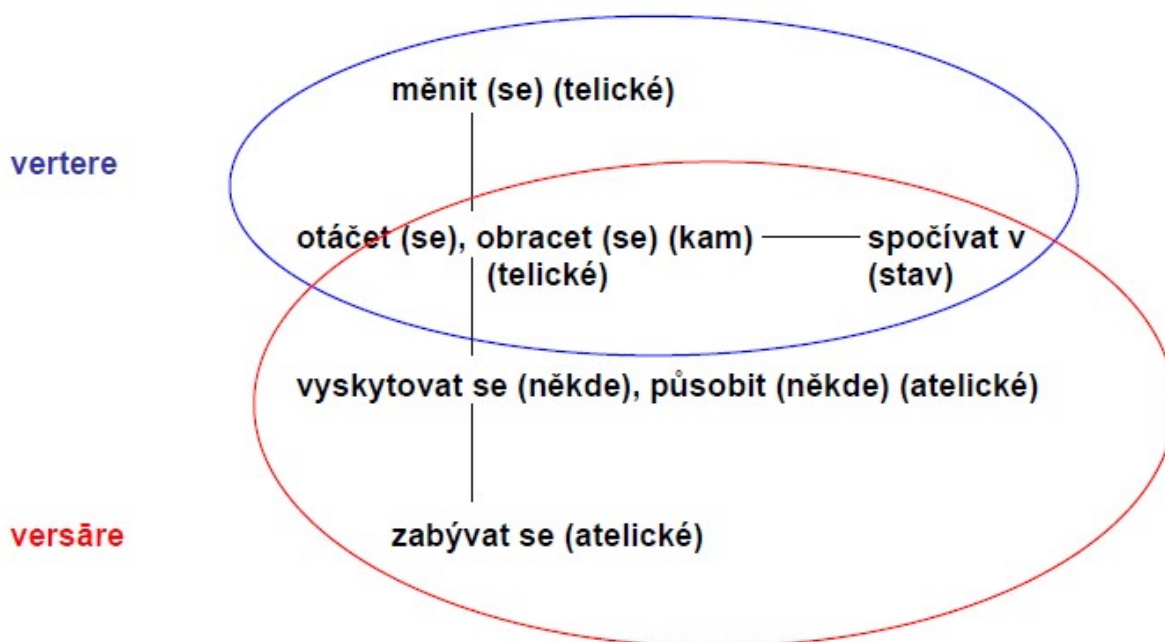 měnit (se) (telické)
vertere
otáčet (se), obracet (se) (kam)
(telické)
spočívat v
(stav)
vyskytovat se (někde), působit (někde) (atelické)
versāre
zabývat se (atelické)